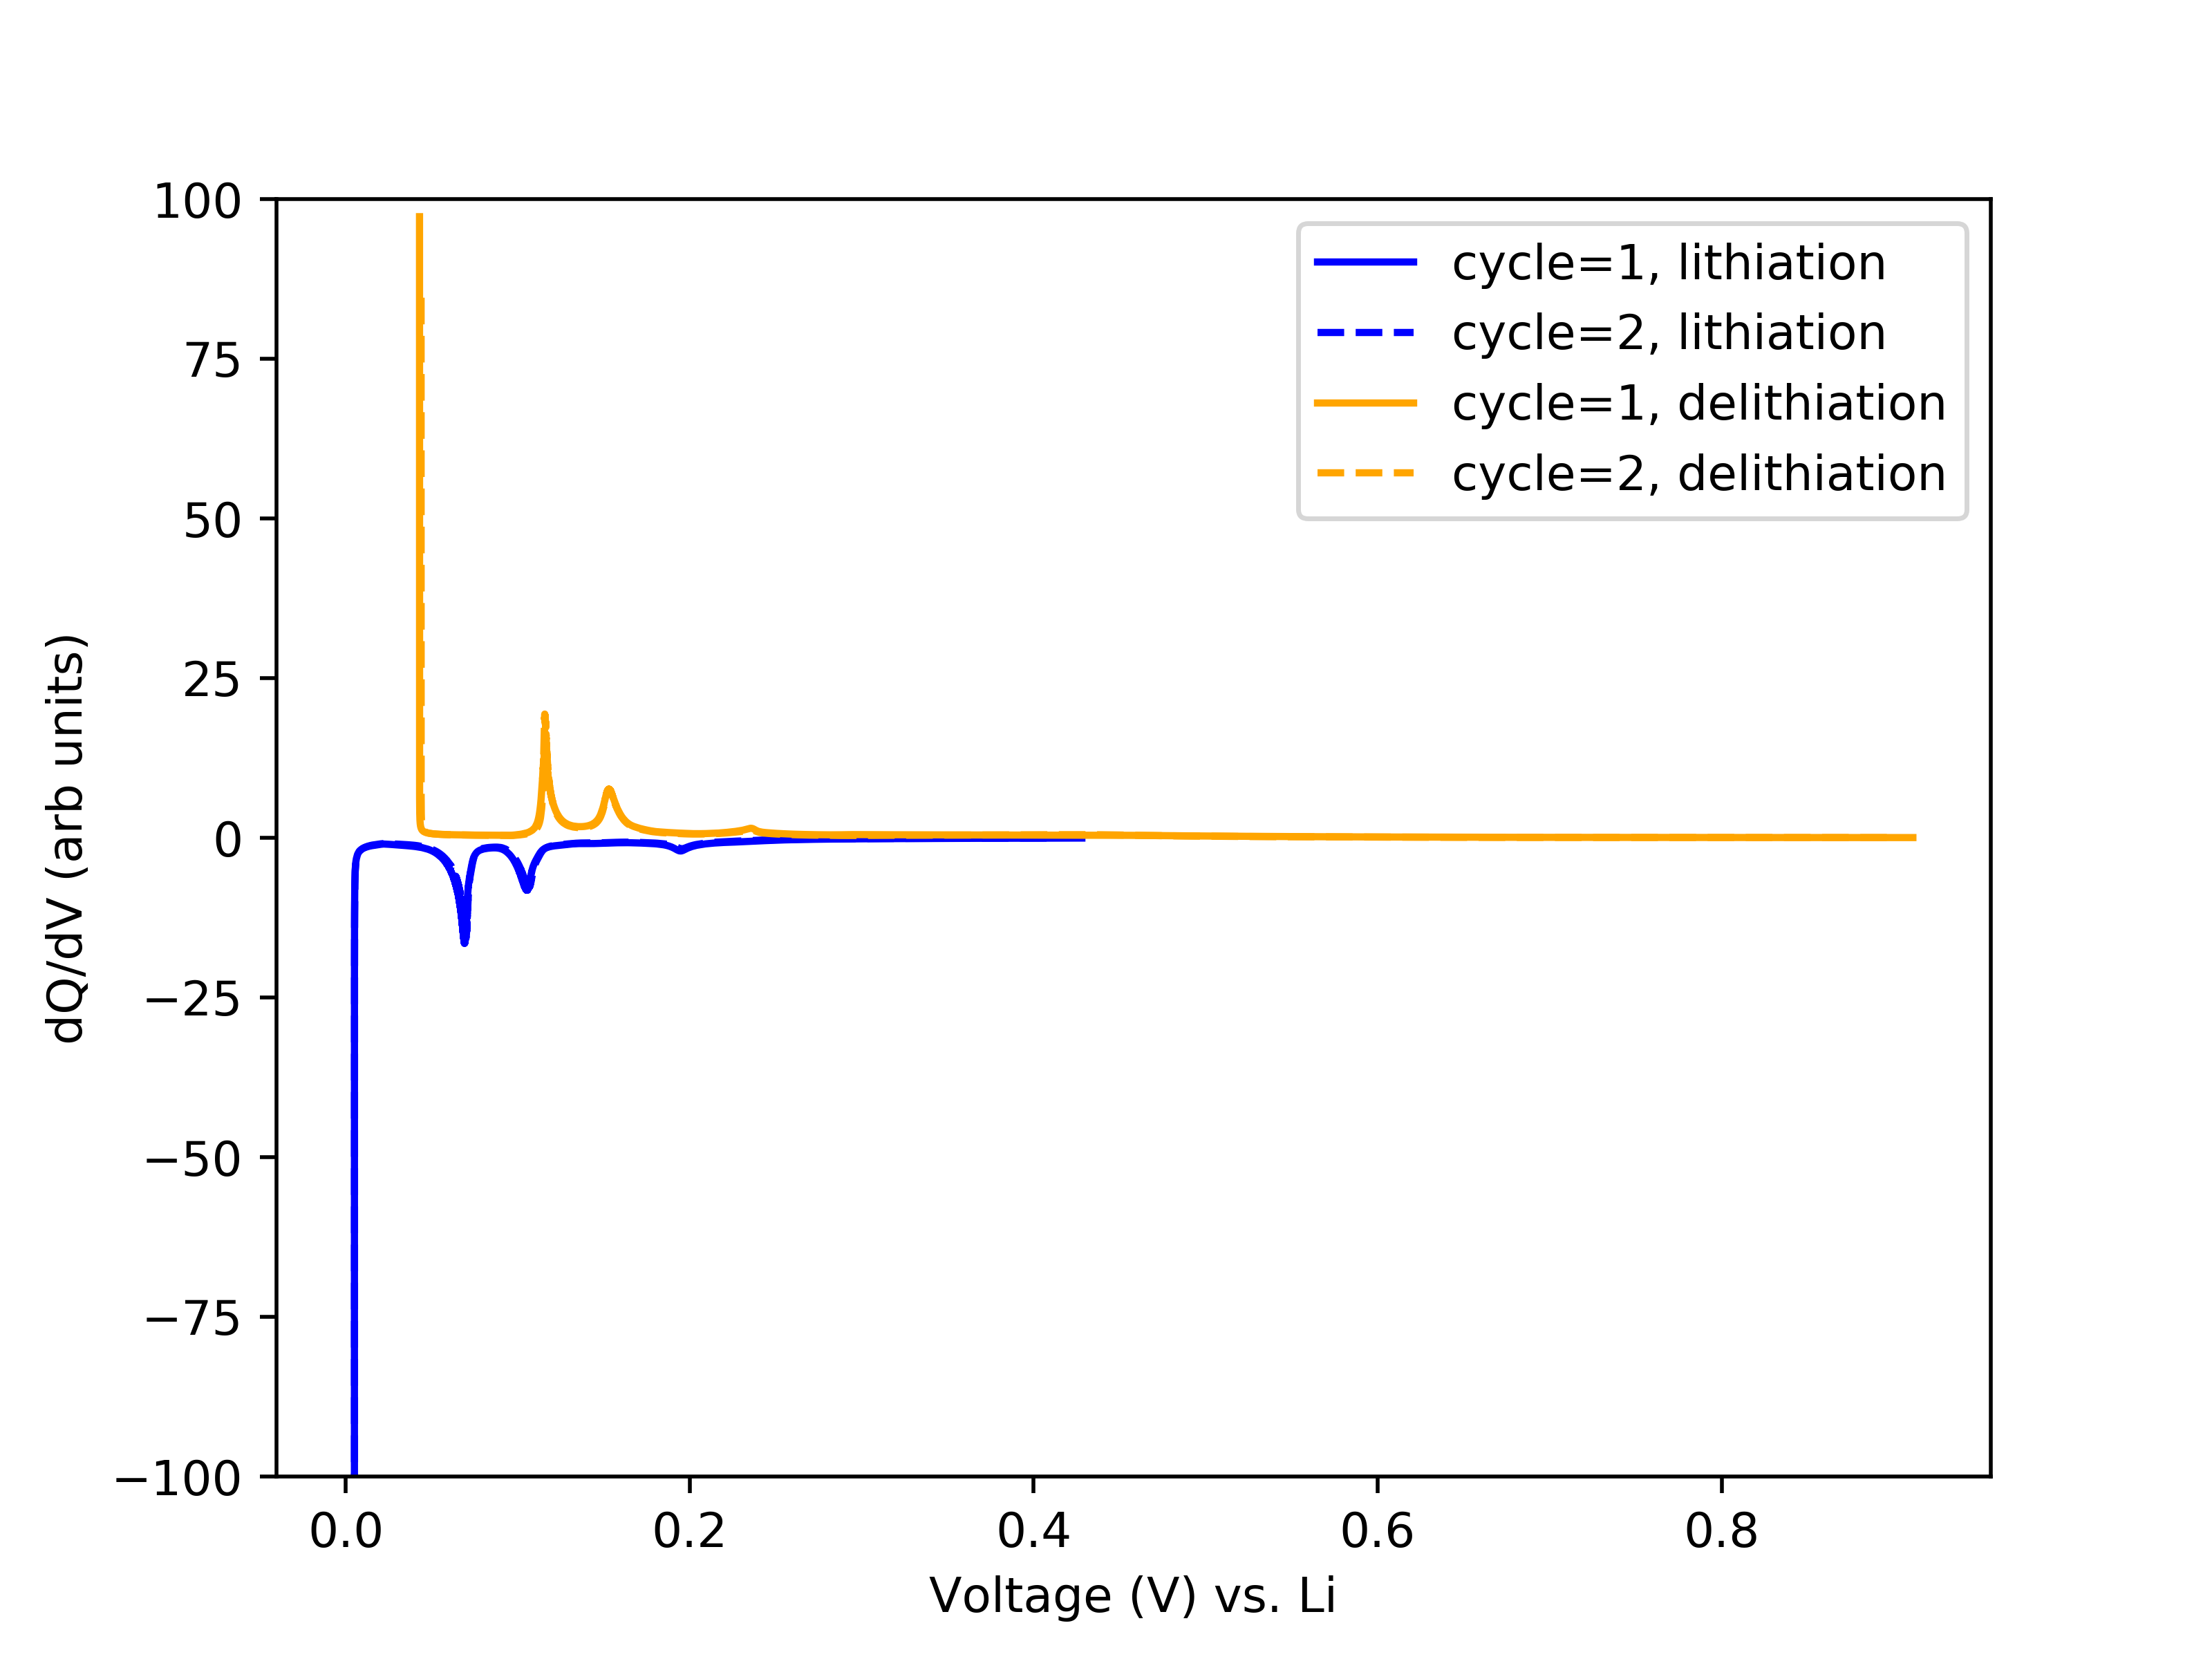 100
75
50
25
0
−25
−50
−75
−100
dQ/dV (arb units)
cycle=1, lithiation
cycle=2, lithiation
cycle=1, delithiation
cycle=2, delithiation
0.0 0.2 0.4 0.6 0.8
Voltage (V) vs. Li